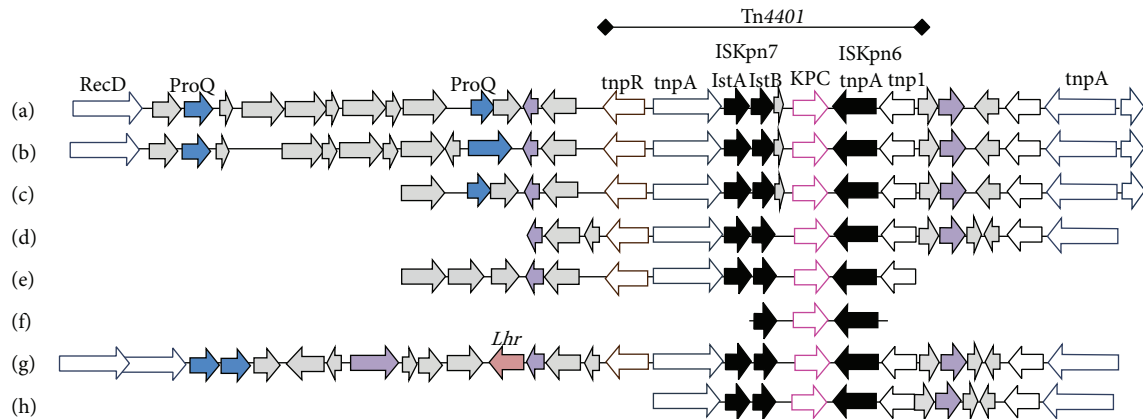 Tn4401
ISKpn7 ISKpn6
RecD ProQ ProQ tnpR tnpA IstA IstB KPC tnpA tnp1 tnpA
(a)
(b)
(c)
(d)
(e)
(f)
Lhr
(g)
(h)